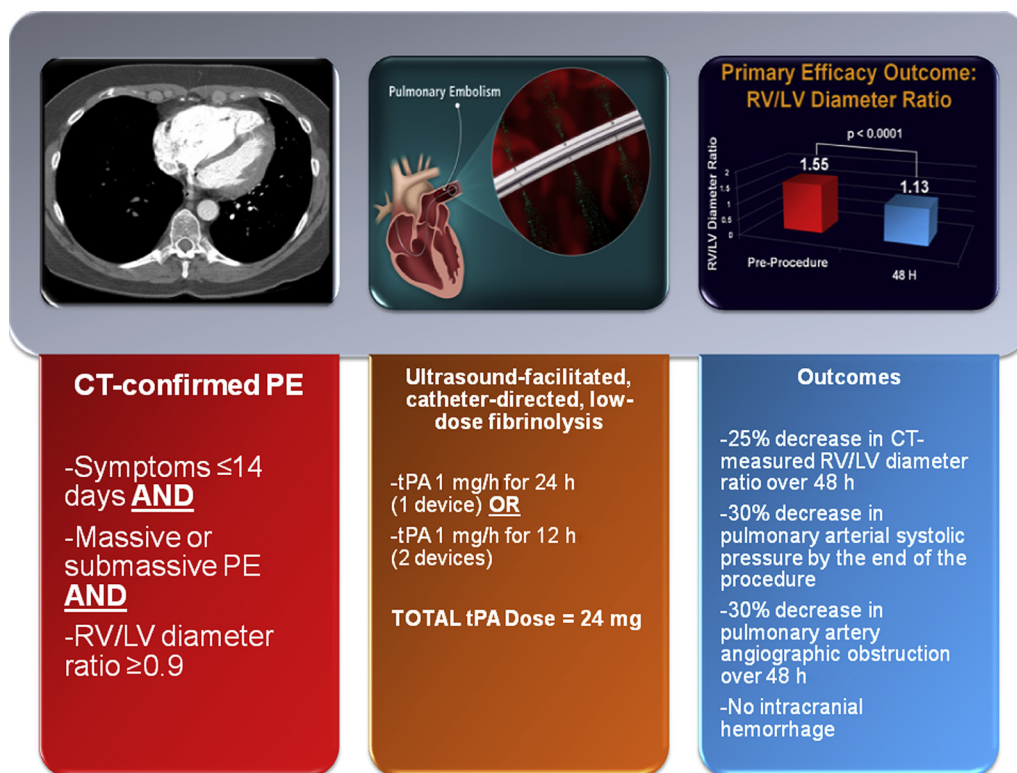 Pulmonary Embolism
Primary Efficacy Outcome:
RV/LV Diameter Ratio
p < 0.0001
RV/LV Diameter Ratio
2
1.5
1
0.5
0
1.55
1.13
Pre-Procedure
48 H
CT-confirmed PE
-Symptoms ≤14
days AND
-Massive or
submassive PE
AND
-RV/LV diameter
ratio ≥0.9
Ultrasound-facilitated,
catheter-directed, low-
dose fibrinolysis
-tPA 1 mg/h for 24 h
(1 device) OR
-tPA 1 mg/h for 12 h
(2 devices)
TOTAL tPA Dose = 24 mg
Outcomes
-25% decrease in CT-
measured RV/LV diameter
ratio over 48 h
-30% decrease in
pulmonary arterial systolic
pressure by the end of the
procedure
-30% decrease in
pulmonary artery
angiographic obstruction
over 48 h
-No intracranial
hemorrhage